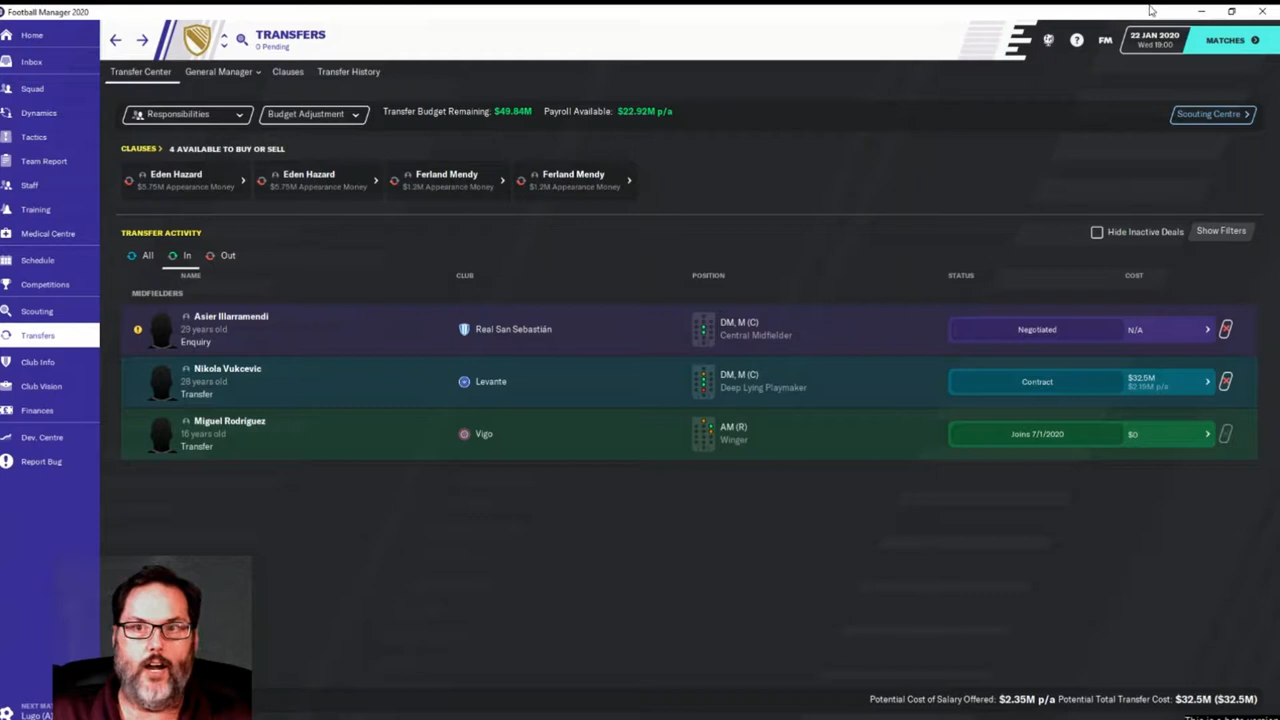 Football Manager 2020
Home
Inbox
Squad
Dynamics
Tactics
Team Report
Staff
Training
Medical Centre
Schedule
Competitions
Scouting
Transfers
Club Info
Club Vision
Finances
Dev. Centre
Report Bug
NEXT MA
Lugo (A)
TRANSFERS
0 Pending
? FM
22 JAN 2020
Wed 19:00
MATCHES
Transfer Center General Manager Clauses Transfer History
Responsibilities Budget Adjustment Transfer Budget Remaining: $49.84M Payroll Available: $22.92M p/a Scouting Centre
CLAUSES > 4 AVAILABLE TO BUY OR SELL
Eden Hazard
$5.75M Appearance Money
Eden Hazard
$5.75M Appearance Money
Ferland Mendy
$1.2M Appearance Money
Ferland Mendy
$1.2M Appearance Money
TRANSFER ACTIVITY
Hide Inactive Deals Show Filters
All In Out
NAME CLUB POSITION STATUS COST
MIDFIELDERS
Asier Illarramendi
29 years old
Enquiry
Real San Sebastián
DM, M (C)
Central Midfielder
Negotiated N/A
Nikola Vukcevic
28 years old
Transfer
Levante
DM, M (C)
Deep Lying Playmaker
Contract
$32.5M
$2.19M p/a
Miguel Rodríguez
16 years old
Transfer
Vigo
AM (R)
Winger
Joins 7/1/2020 $0
Potential Cost of Salary Offered: $2.35M p/a Potential Total Transfer Cost: $32.5M ($32.5M)